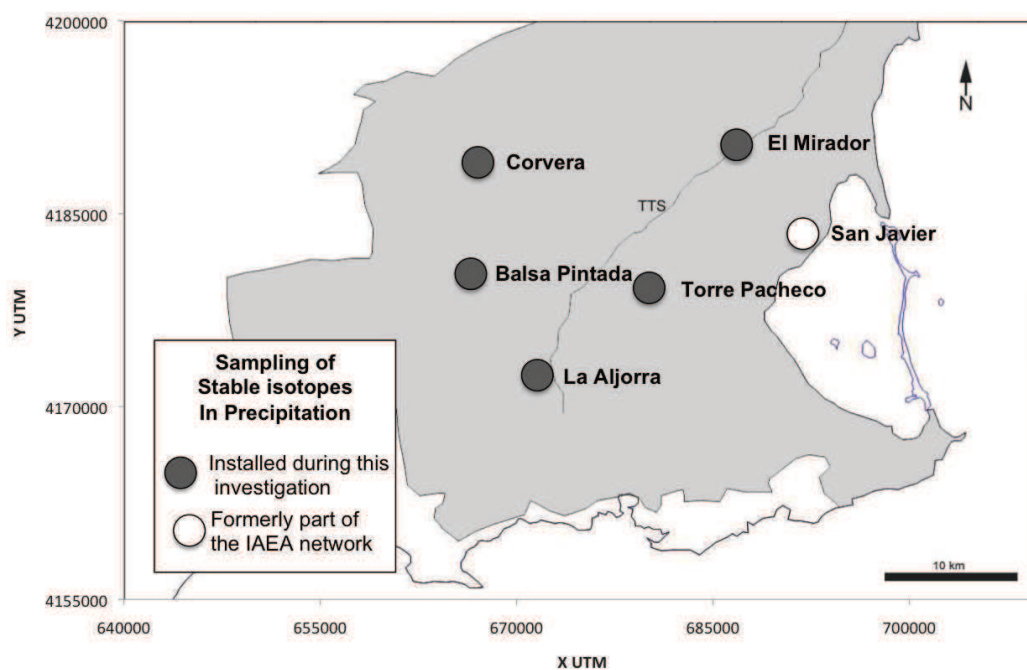 4200000
N
El Mirador
Corvera
TTS
4185000
San Javier
Balsa Pintada
Torre Pacheco
Y UTM
Sampling of
Stable isotopes
In Precipitation
La Aljorra
4170000
Installed during this
investigation
Formerly part of
the IAEA network
10 km
4155000
640000
655000
670000
685000
700000
X UTM